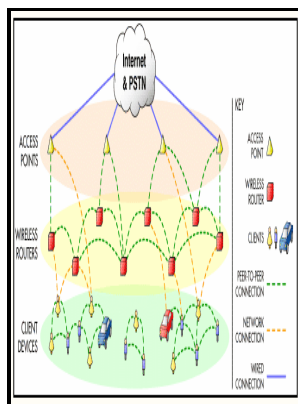 Internet
& PSTN
KEY
ACCESS
POINTS
ACCESS
POINT
WIRELESS
ROUTER
WIRELESS
ROUTERS
CLIENTS
PEER-TO-PEER
CONNECTION
NETWORK
CONNECTION
CLIENT
DEVICES
WIRED
CONNECTION